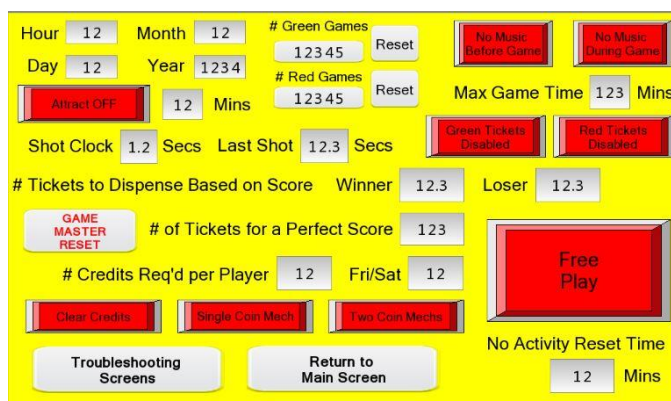 Hour 12 Month 12 # Green Games
12345 Reset
No Music
Before Game
No Music
During Game
Day 12 Year 1234 # Red Games
12345 Reset
Max Game Time 123 Mins
Attract OFF 12 Mins
Green Tickets
Disabled
Red Tickets
Disabled
Shot Clock 1.2 Secs Last Shot 12.3 Secs
# Tickets to Dispense Based on Score Winner 12.3 Loser 12.3
GAME
MASTER
RESET
# of Tickets for a Perfect Score 123
Free
Play
# Credits Req'd per Player 12 Fri/Sat 12
Clear Credits Single Coin Mech Two Coin Mechs
No Activity Reset Time
12 Mins
Troubleshooting
Screens
Return to
Main Screen